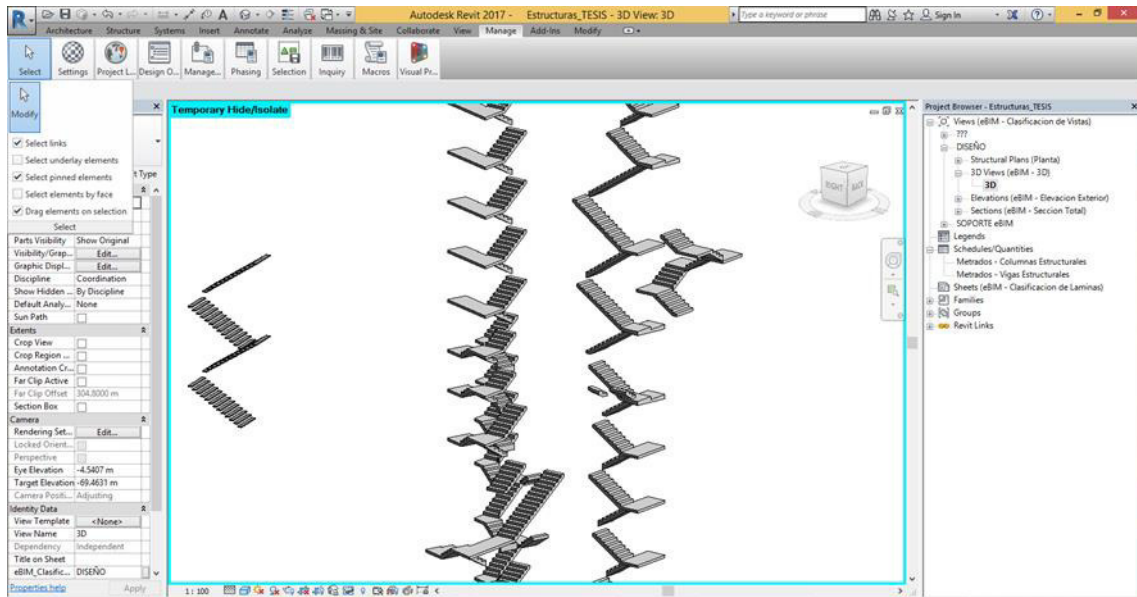 Autodesk Revit 2017 - Estructuras_TESIS - 3D View: 3D
Type a keyword or phrase
Sign In
Architecture Structure Systems Insert Annotate Analyze Massing & Site Collaborate View Manage Add-Ins Modify
Select Settings Project L... Design O... Manage... Phasing Selection Inquiry Macros Visual Pr...
Modify
Select links
Select underlay elements
Select pinned elements
Select elements by face
Drag elements on selection
Select
t Type
Parts Visibility Show Original
Visibility/Grap... Edit...
Graphic Displ... Edit...
Discipline Coordination
Show Hidden ... By Discipline
Default Analy... None
Sun Path
Extents
Crop View
Crop Region ...
Annotation Cr...
Far Clip Active
Far Clip Offset 304.8000 m
Section Box
Camera
Rendering Set... Edit...
Locked Orient...
Perspective
Eye Elevation -4.5407 m
Target Elevation -69.4631 m
Camera Positi... Adjusting
Identity Data
View Template <None>
View Name 3D
Dependency Independent
Title on Sheet
eBIM_Clasific... DISEÑO
Properties help Apply
Temporary Hide/Isolate
RIGHT BACK
1 : 100
Project Browser - Estructuras_TESIS
Views (eBIM - Clasificacion de Vistas)
???
DISEÑO
Structural Plans (Planta)
3D Views (eBIM - 3D)
3D
Elevations (eBIM - Elevacion Exterior)
Sections (eBIM - Seccion Total)
SOPORTE eBIM
Legends
Schedules/Quantities
Metrados - Columnas Estructurales
Metrados - Vigas Estructurales
Sheets (eBIM - Clasificacion de Laminas)
Families
Groups
Revit Links